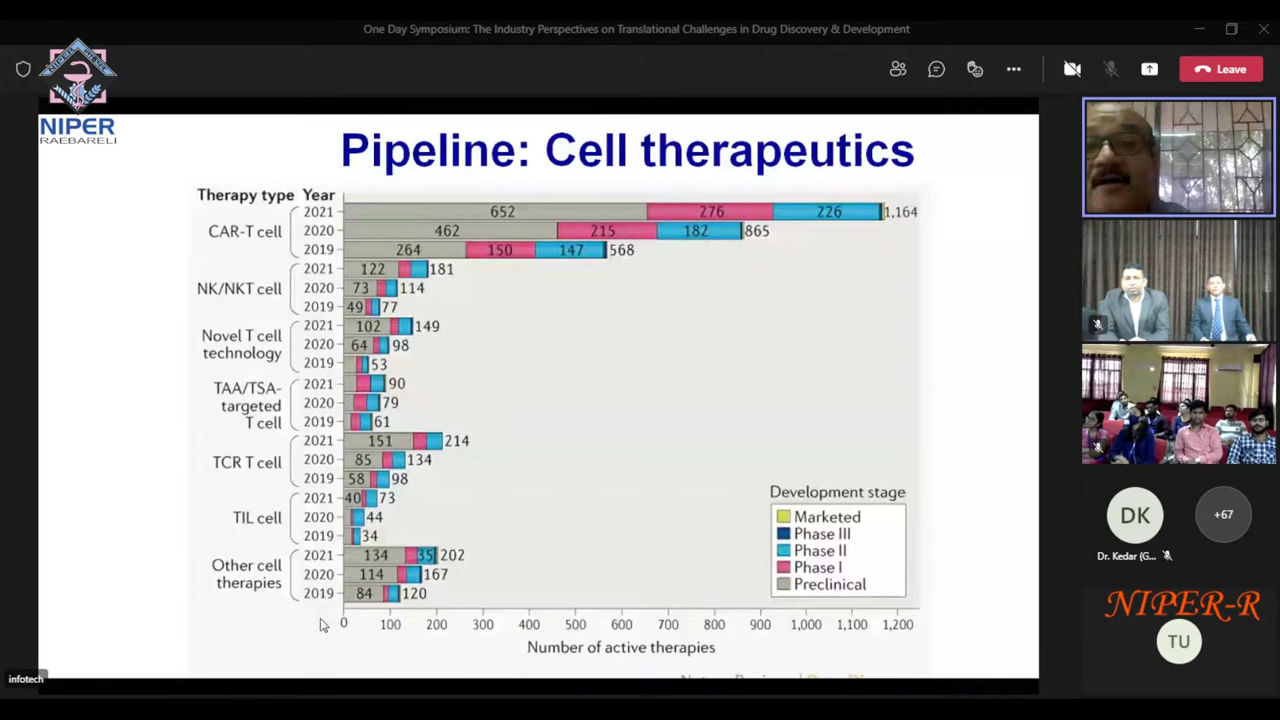 One Day Symposium: The Industry Perspectives on Translational Challenges in Drug Discovery & Development
Leave
NIPER
RAEBARELI
Pipeline: Cell therapeutics
Therapy type Year
CAR-T cell
2021 652 276 226 1,164
2020 462 215 182 865
2019 264 150 147 568
NK/NKT cell
2021 122 181
2020 73 114
2019 49 77
Novel T cell
technology
2021 102 149
2020 64 98
2019 53
TAA/TSA-
targeted
T cell
2021 90
2020 79
2019 61
TCR T cell
2021 151 214
2020 85 134
2019 58 98
TIL cell
2021 40 73
2020 44
2019 34
Other cell
therapies
2021 134 35 202
2020 114 167
2019 84 120
Development stage
Marketed
Phase III
Phase II
Phase I
Preclinical
0 100 200 300 400 500 600 700 800 900 1,000 1,100 1,200
Number of active therapies
infotech
DK
+67
Dr. Kedar (G...
NIPER-R
TU